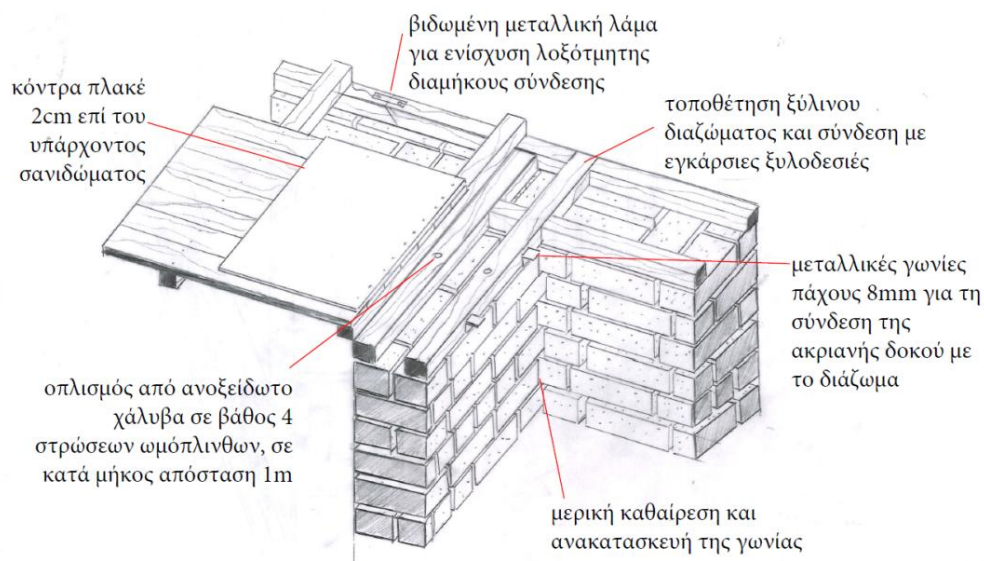 βιδωμένη μεταλλική λάμα
για ενίσχυση λοξότμητης
διαμήκους σύνδεσης
κόντρα πλακέ
2cm επί του
υπάρχοντος
σανιδώματος
τοποθέτηση ξύλινου
διαζώματος και σύνδεση με
εγκάρσιες ξυλοδεσιές
μεταλλικές γωνίες
πάχους 8mm για τη
σύνδεση της
ακριανής δοκού με
το διάζωμα
οπλισμός από ανοξείδωτο
χάλυβα σε βάθος 4
στρώσεων ωμόπλινθων, σε
κατά μήκος απόσταση 1m
μερική καθαίρεση και
ανακατασκευή της γωνίας